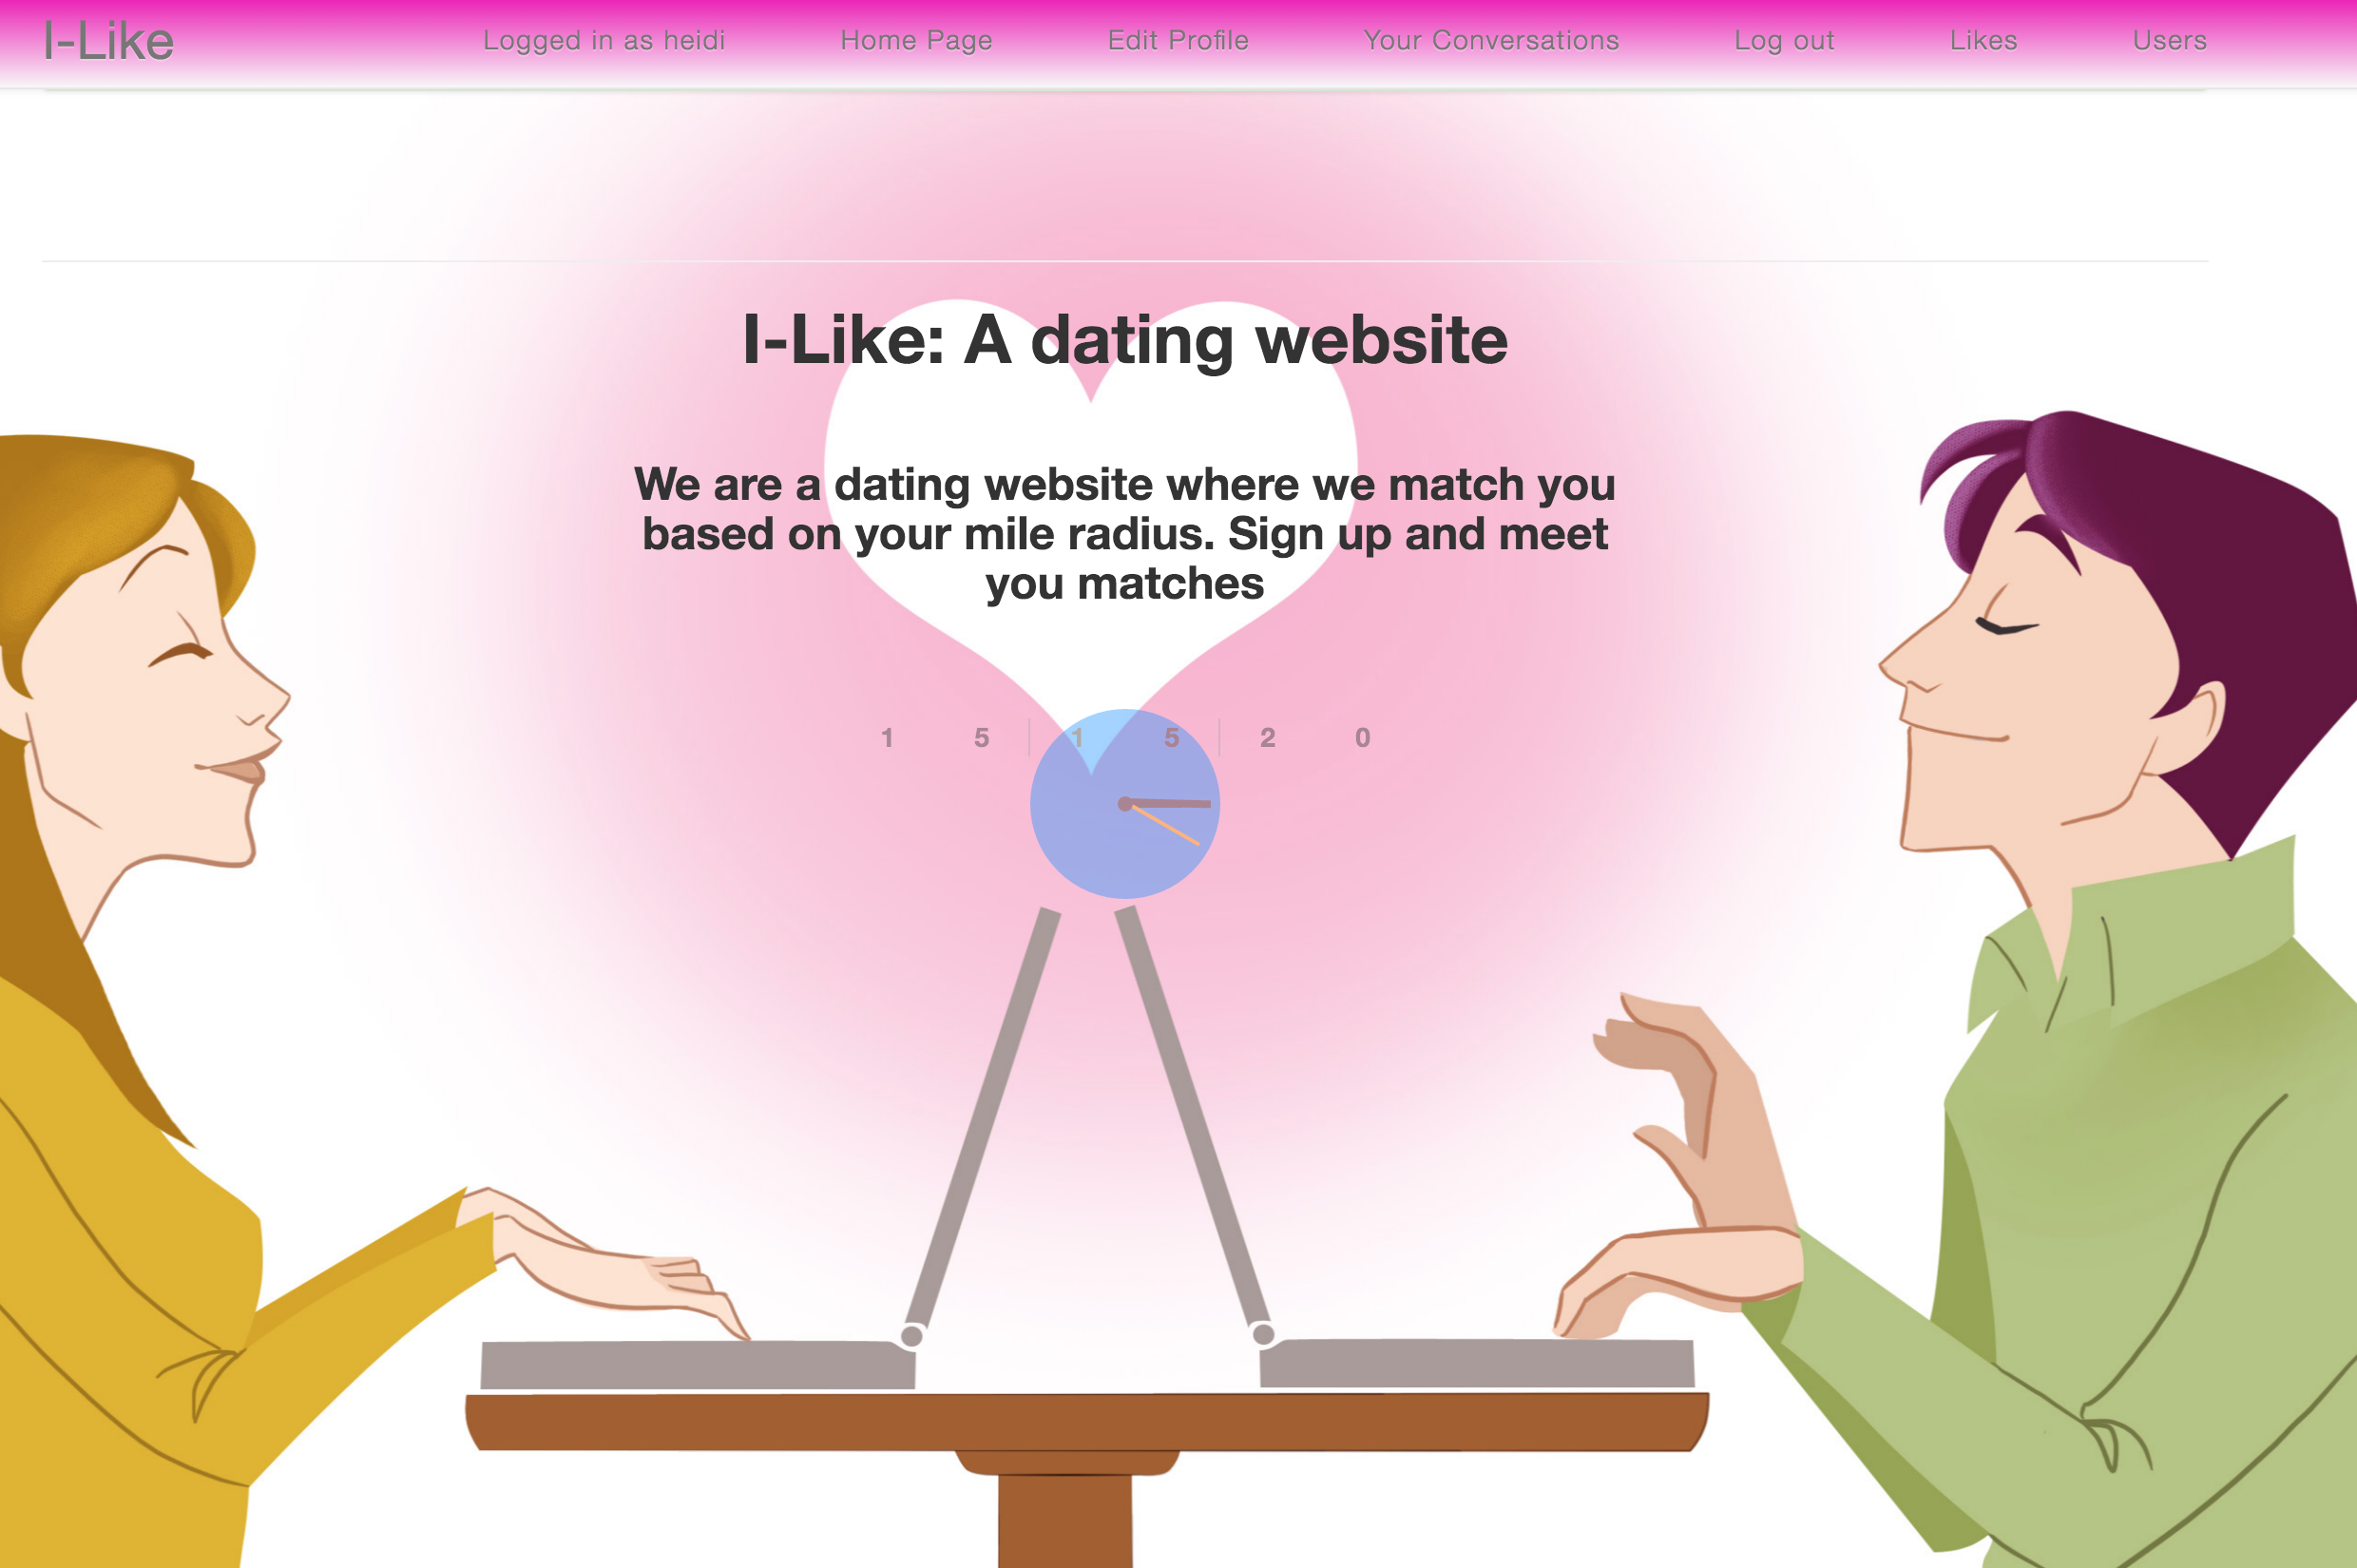 I-Like Logged in as heidi Home Page Edit Profile Your Conversations Log out Likes Users
I-Like: A dating website
We are a dating website where we match you
based on your mile radius. Sign up and meet
you matches
1 5 1 5 2 0